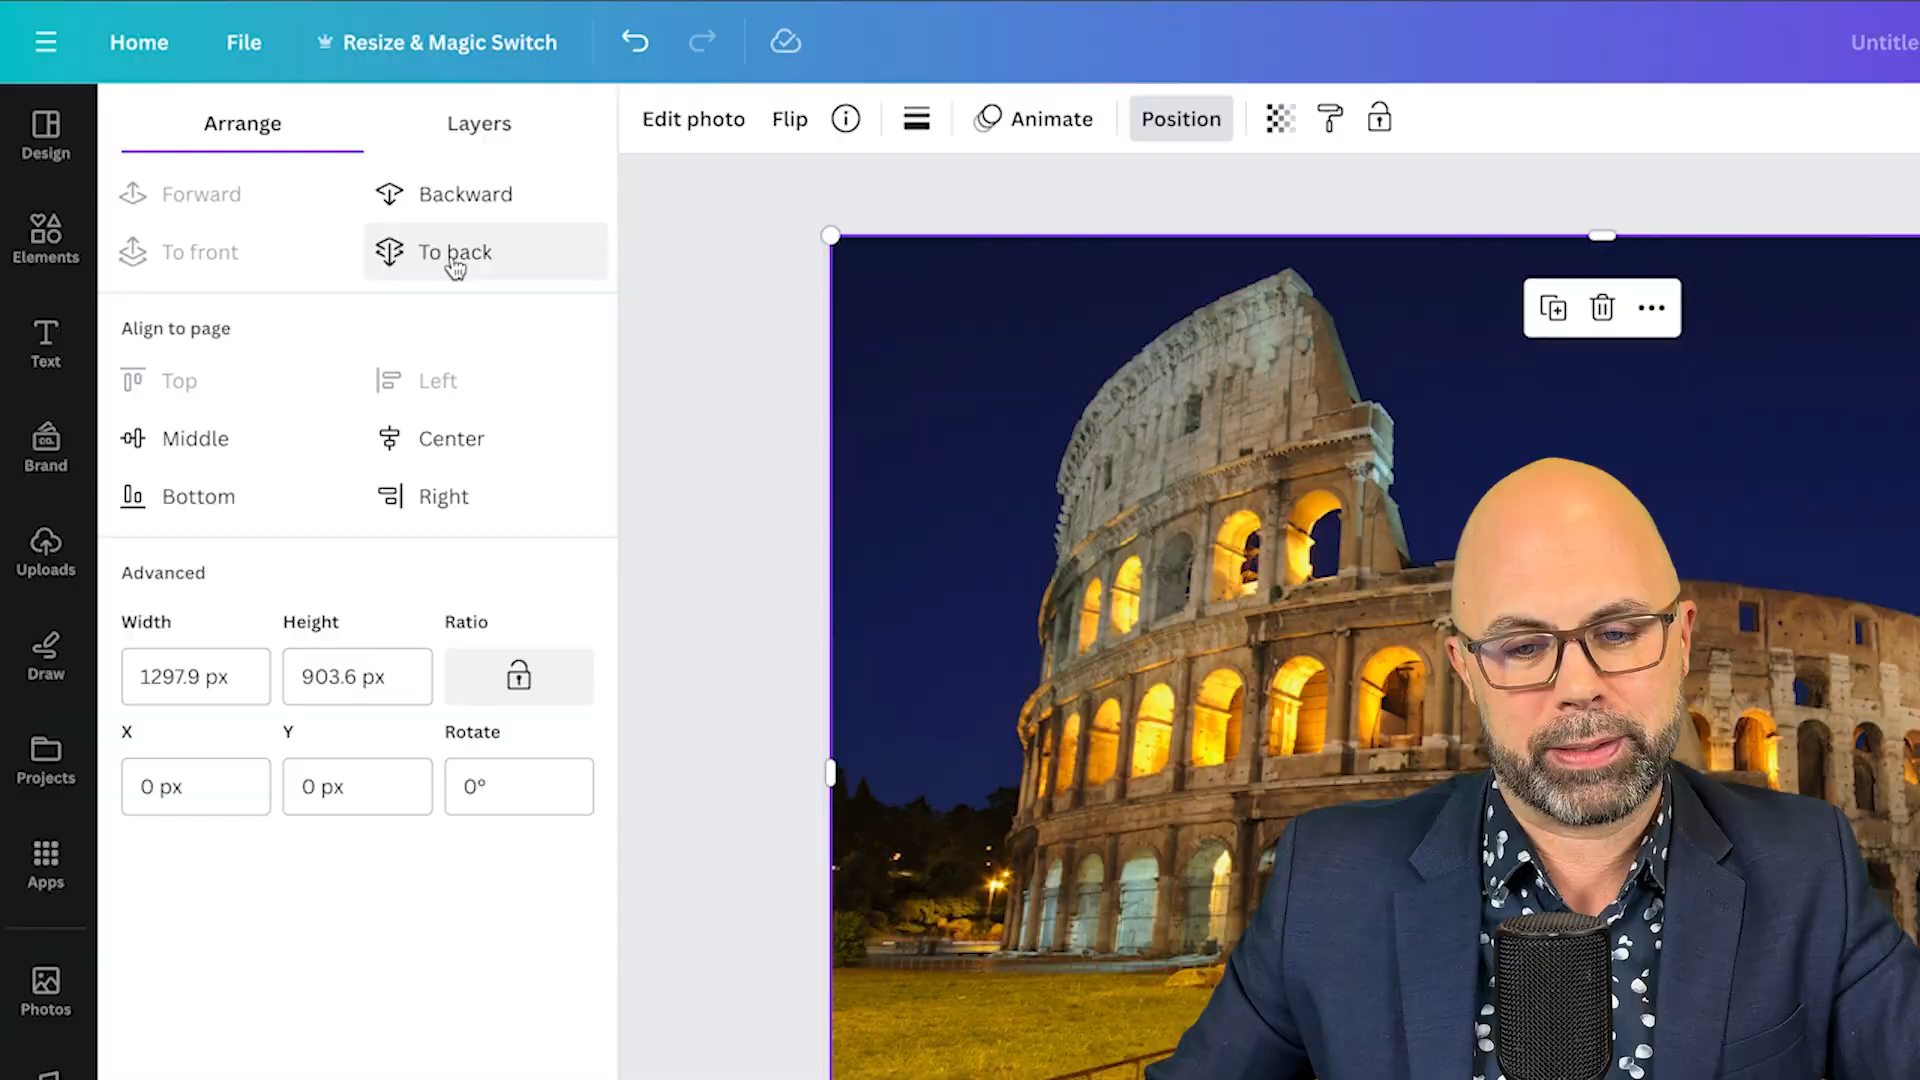 Home File Resize & Magic Switch Untitle
Design
Elements
Text
Brand
Uploads
Draw
Projects
Apps
Photos
Arrange Layers
Forward Backward
To front To back
Align to page
Top Left
Middle Center
Bottom Right
Advanced
Width Height Ratio
1297.9 px 903.6 px
X Y Rotate
0 px 0 px 0°
Edit photo Flip Animate Position
CO.